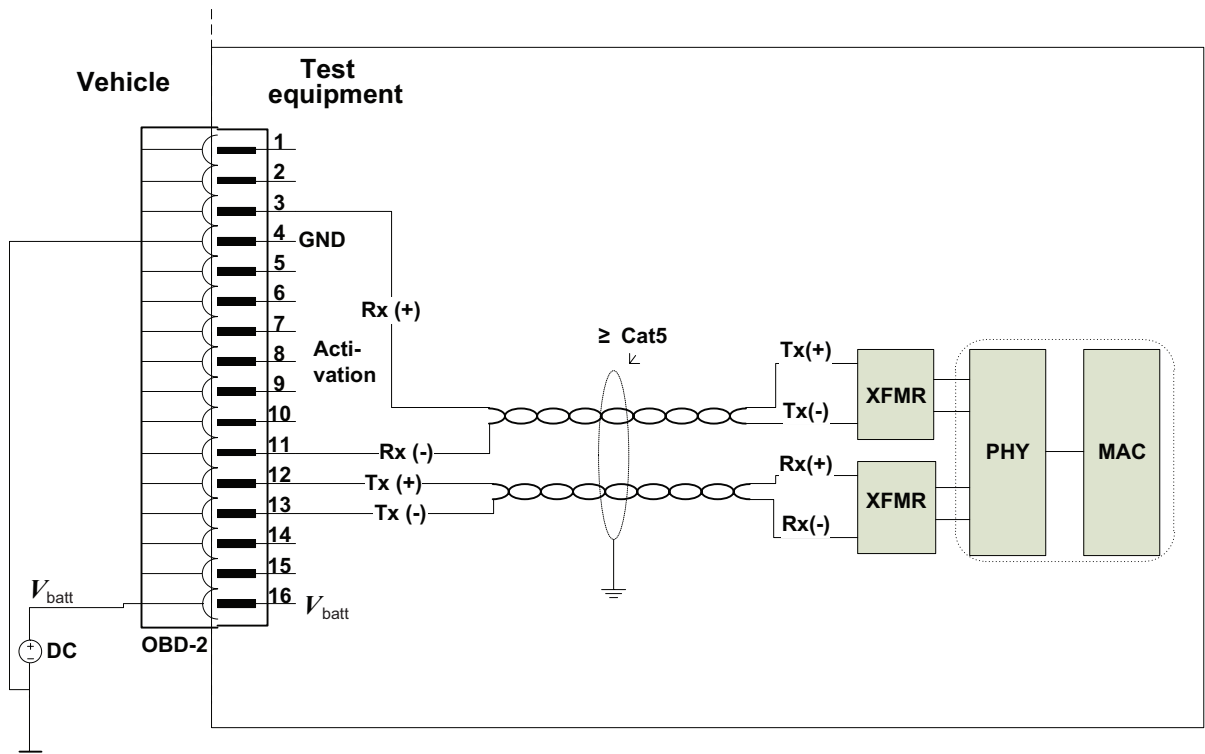 Vehicle
Test
equipment
1
2
3
4
GND
5
6
7
8
Acti-
vation
9
10
11
12
13
14
15
16
V batt
V batt
OBD-2
DC
Rx (+)
Rx (-)
Tx (+)
Tx (-)
≥ Cat5
Tx(+)
Tx(-)
Rx(+)
Rx(-)
XFMR
XFMR
PHY
MAC